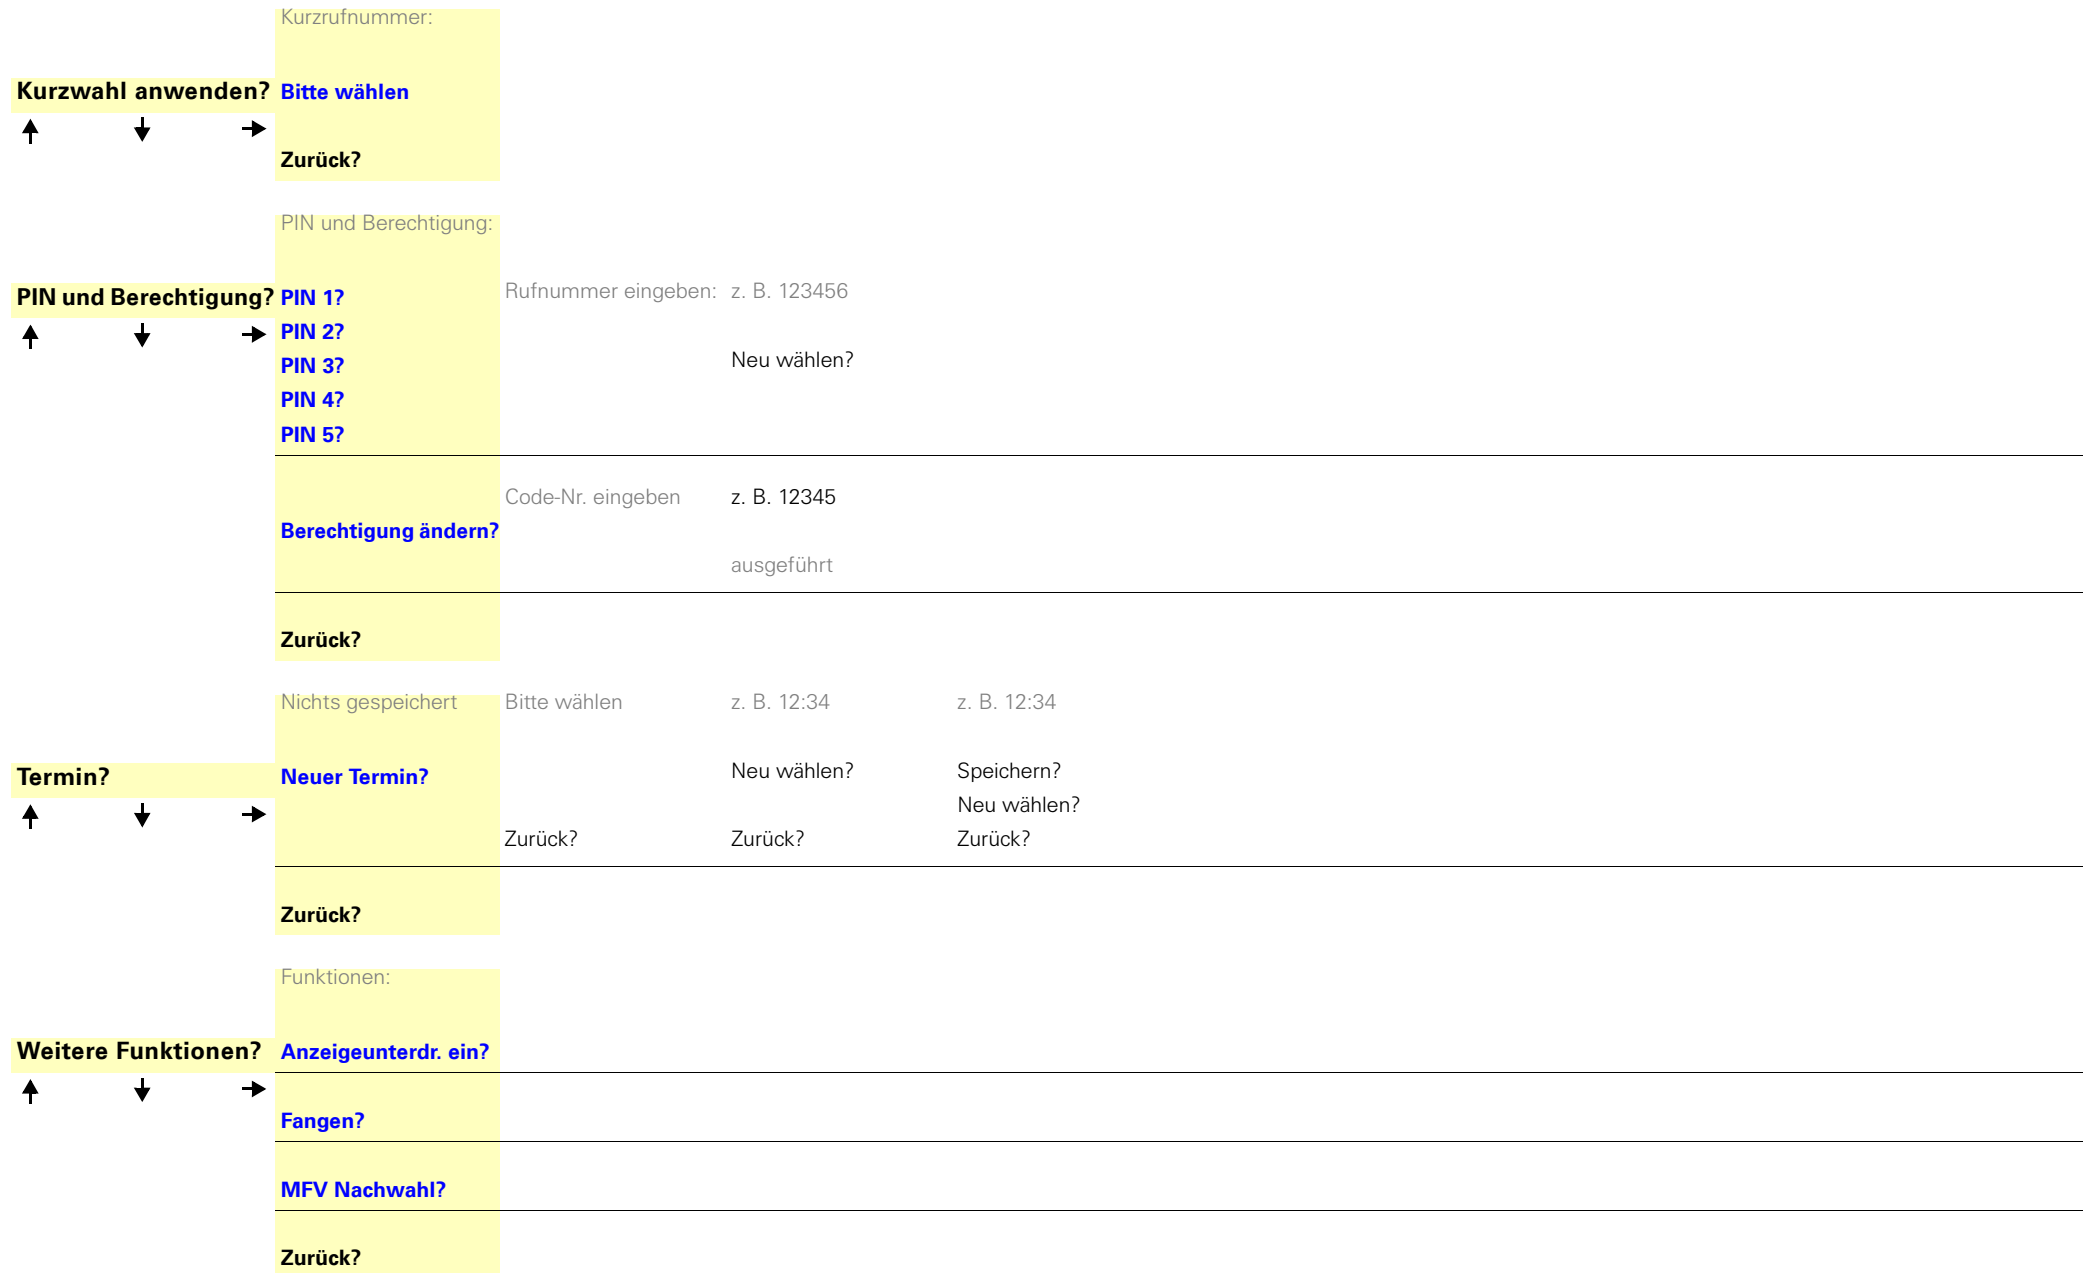 Kurzrufnummer:
Kurzwahl anwenden? Bitte wählen
Zurück?
PIN und Berechtigung:
PIN und Berechtigung? PIN 1? Rufnummer eingeben: z. B. 123456
PIN 2?
PIN 3? Neu wählen?
PIN 4?
PIN 5?
Code-Nr. eingeben z. B. 12345
Berechtigung ändern?
ausgeführt
Zurück?
Nichts gespeichert Bitte wählen z. B. 12:34 z. B. 12:34
Termin? Neuer Termin? Neu wählen? Speichern?
Neu wählen?
Zurück? Zurück? Zurück?
Zurück?
Funktionen:
Weitere Funktionen? Anzeigeunterdr. ein?
Fangen?
MFV Nachwahl?
Zurück?